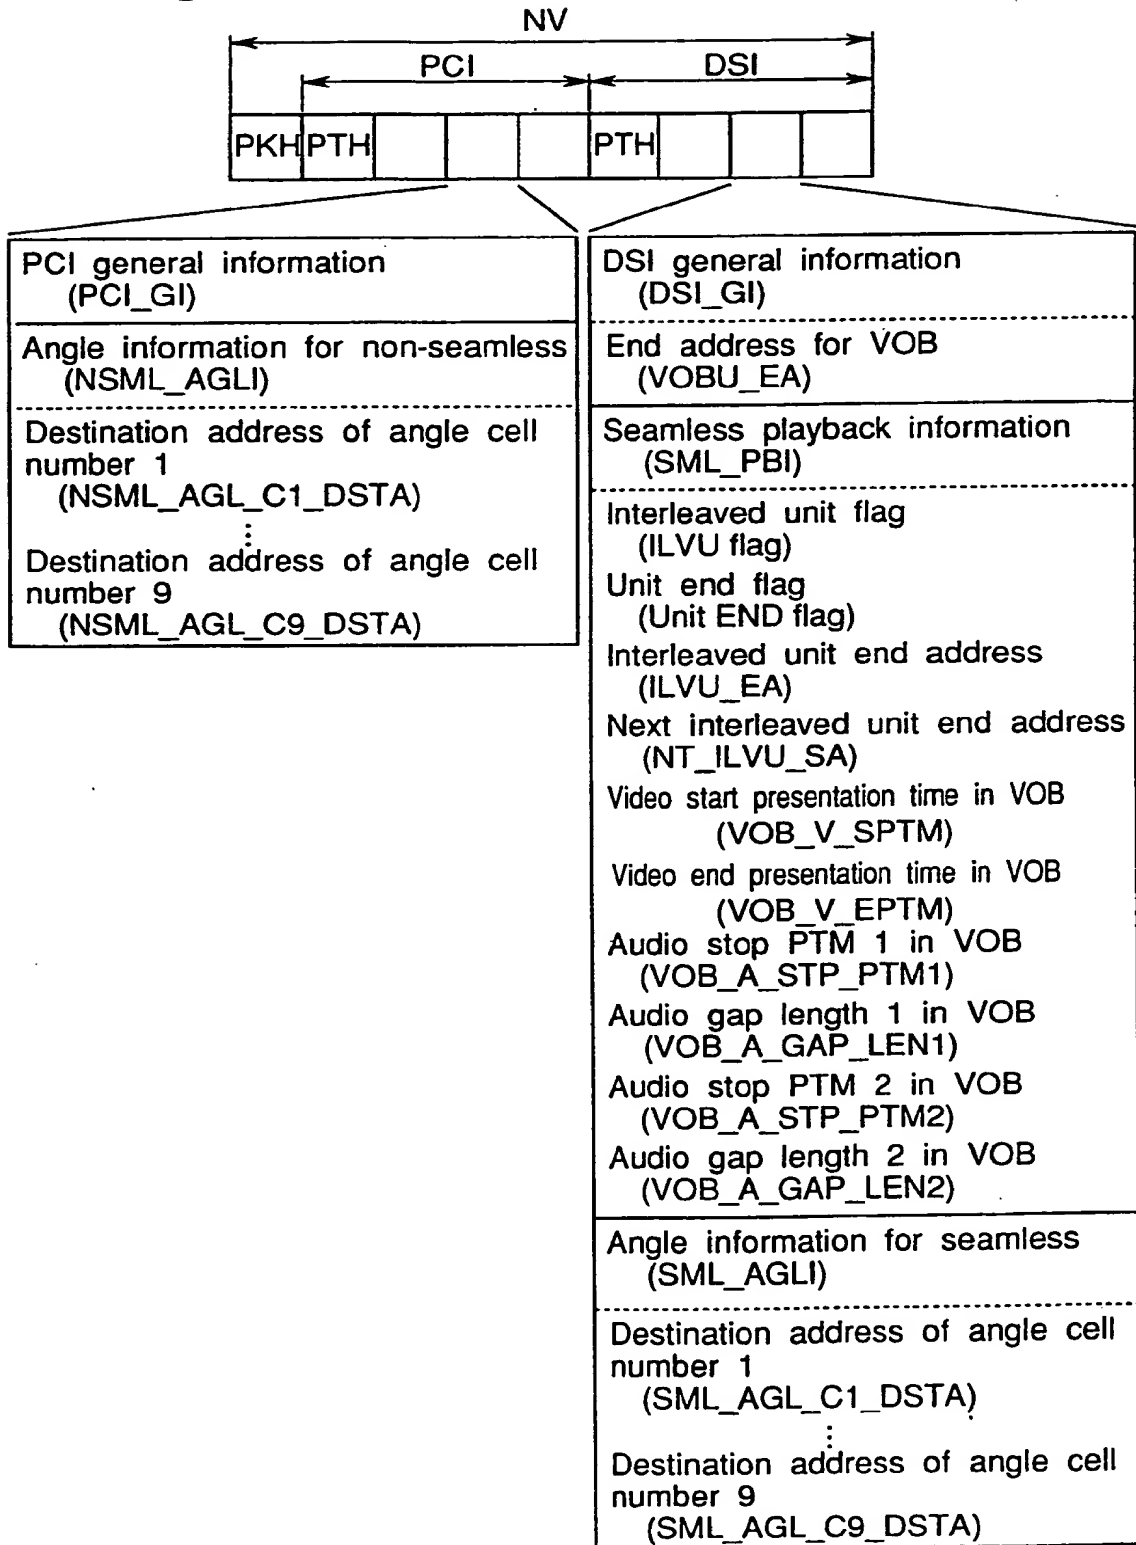 NV
PCI
DSI
PKH PTH PTH
PCI general information
(PCI_GI)
Angle information for non-seamless
(NSML_AGLI)
Destination address of angle cell
number 1
(NSML_AGL_C1_DSTA)
⋮
Destination address of angle cell
number 9
(NSML_AGL_C9_DSTA)
DSI general information
(DSI_GI)
End address for VOB
(VOBU_EA)
Seamless playback information
(SML_PBI)
Interleaved unit flag
(ILVU flag)
Unit end flag
(Unit END flag)
Interleaved unit end address
(ILVU_EA)
Next interleaved unit end address
(NT_ILVU_SA)
Video start presentation time in VOB
(VOB_V_SPTM)
Video end presentation time in VOB
(VOB_V_EPTM)
Audio stop PTM 1 in VOB
(VOB_A_STP_PTM1)
Audio gap length 1 in VOB
(VOB_A_GAP_LEN1)
Audio stop PTM 2 in VOB
(VOB_A_STP_PTM2)
Audio gap length 2 in VOB
(VOB_A_GAP_LEN2)
Angle information for seamless
(SML_AGLI)
Destination address of angle cell
number 1
(SML_AGL_C1_DSTA)
⋮
Destination address of angle cell
number 9
(SML_AGL_C9_DSTA)